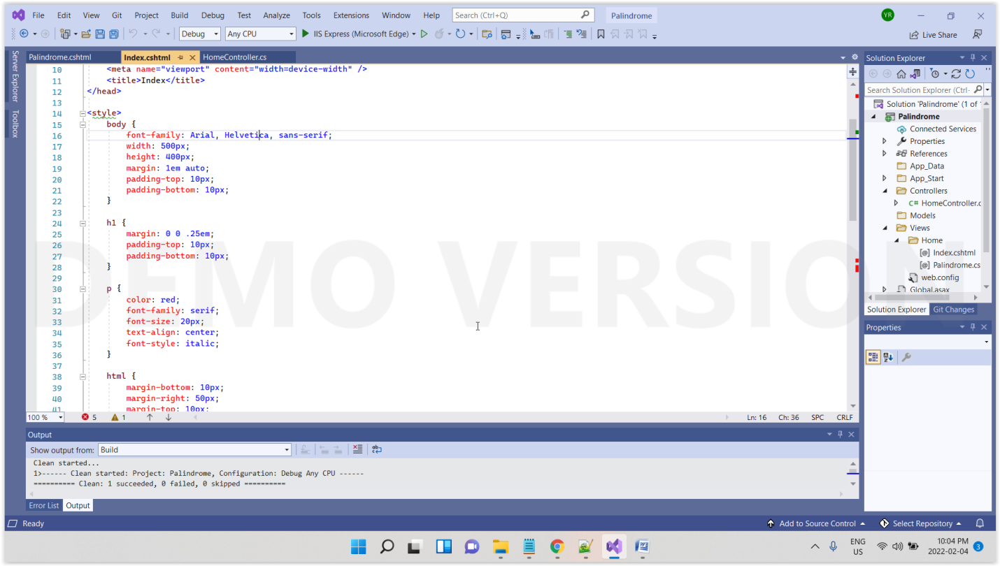 File Edit View Git Project Build Debug Test Analyze Tools Extensions Window Help Search (Ctrl+Q) Palindrome YR
Debug Any CPU IIS Express (Microsoft Edge) Live Share
Server Explorer
Toolbox
Palindrome.cshtml Index.cshtml HomeController.cs
10 <meta name="viewport" content="width=device-width" />
11 <title>Index</title>
12 </head>
13
14 <style>
15 body {
16 font-family: Arial, Helvetica, sans-serif;
17 width: 500px;
18 height: 400px;
19 margin: 1em auto;
20 padding-top: 10px;
21 padding-bottom: 10px;
22 }
23
24 h1 {
25 margin: 0 0 .25em;
26 padding-top: 10px;
27 padding-bottom: 10px;
28 }
29
30 p {
31 color: red;
32 font-family: serif;
33 font-size: 20px;
34 text-align: center;
35 font-style: italic;
36 }
37
38 html {
39 margin-bottom: 10px;
40 margin-right: 50px;
41 margin-top: 10px;
DEMO VERSION
100 % 5 1 Ln: 16 Ch: 36 SPC CRLF
Output
Show output from: Build
Clean started...
1>------ Clean started: Project: Palindrome, Configuration: Debug Any CPU ------
========== Clean: 1 succeeded, 0 failed, 0 skipped ==========
Error List Output
Solution Explorer
Search Solution Explorer (Ctrl-
Solution 'Palindrome' (1 of
Palindrome
Connected Services
Properties
References
App_Data
App_Start
Controllers
C# HomeController.c
Models
Views
Home
[@] Index.cshtml
[@] Palindrome.cs
web.config
Global.asax
Solution Explorer Git Changes
Properties
Ready Add to Source Control Select Repository
ENG
US
10:04 PM
2022-02-04
3